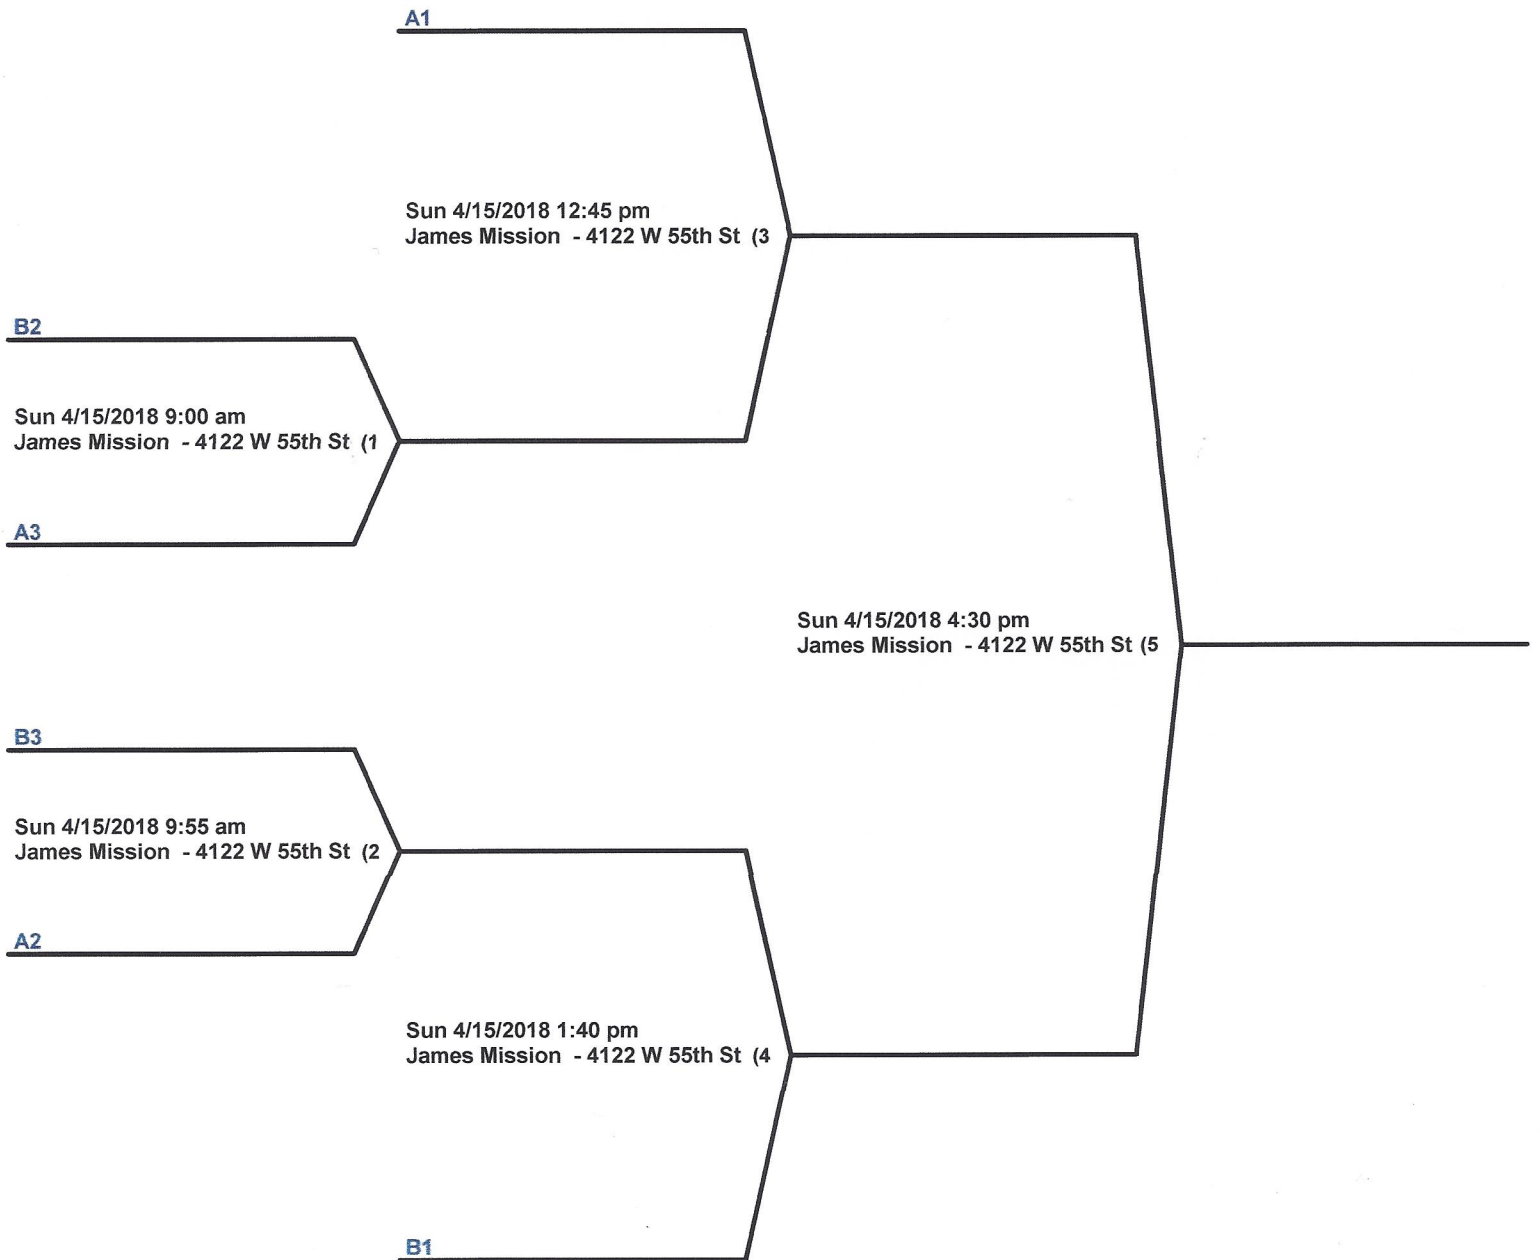 A1
Sun 4/15/2018 12:45 pm
James Mission - 4122 W 55th St (3
B2
Sun 4/15/2018 9:00 am
James Mission - 4122 W 55th St (1
A3
Sun 4/15/2018 4:30 pm
James Mission - 4122 W 55th St (5
B3
Sun 4/15/2018 9:55 am
James Mission - 4122 W 55th St (2
A2
Sun 4/15/2018 1:40 pm
James Mission - 4122 W 55th St (4
B1